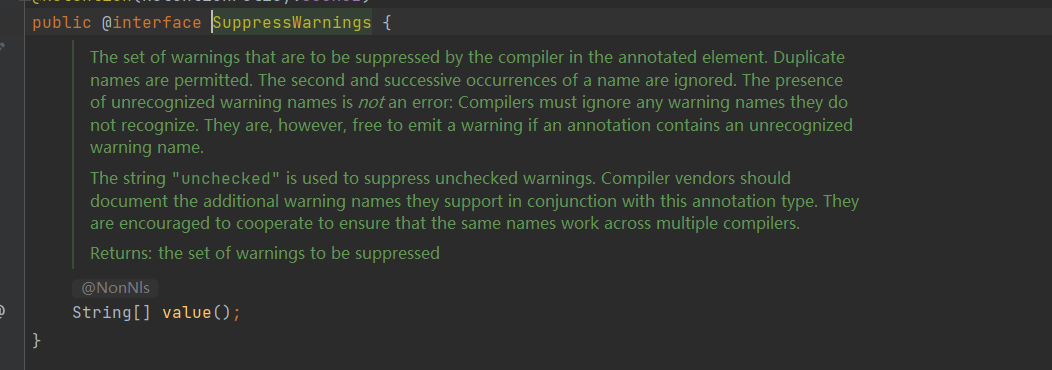 public @interface SuppressWarnings {
The set of warnings that are to be suppressed by the compiler in the annotated element. Duplicate
names are permitted. The second and successive occurrences of a name are ignored. The presence
of unrecognized warning names is not an error: Compilers must ignore any warning names they do
not recognize. They are, however, free to emit a warning if an annotation contains an unrecognized
warning name.
The string "unchecked" is used to suppress unchecked warnings. Compiler vendors should
document the additional warning names they support in conjunction with this annotation type. They
are encouraged to cooperate to ensure that the same names work across multiple compilers.
Returns: the set of warnings to be suppressed
@NonNls
String[] value();
}